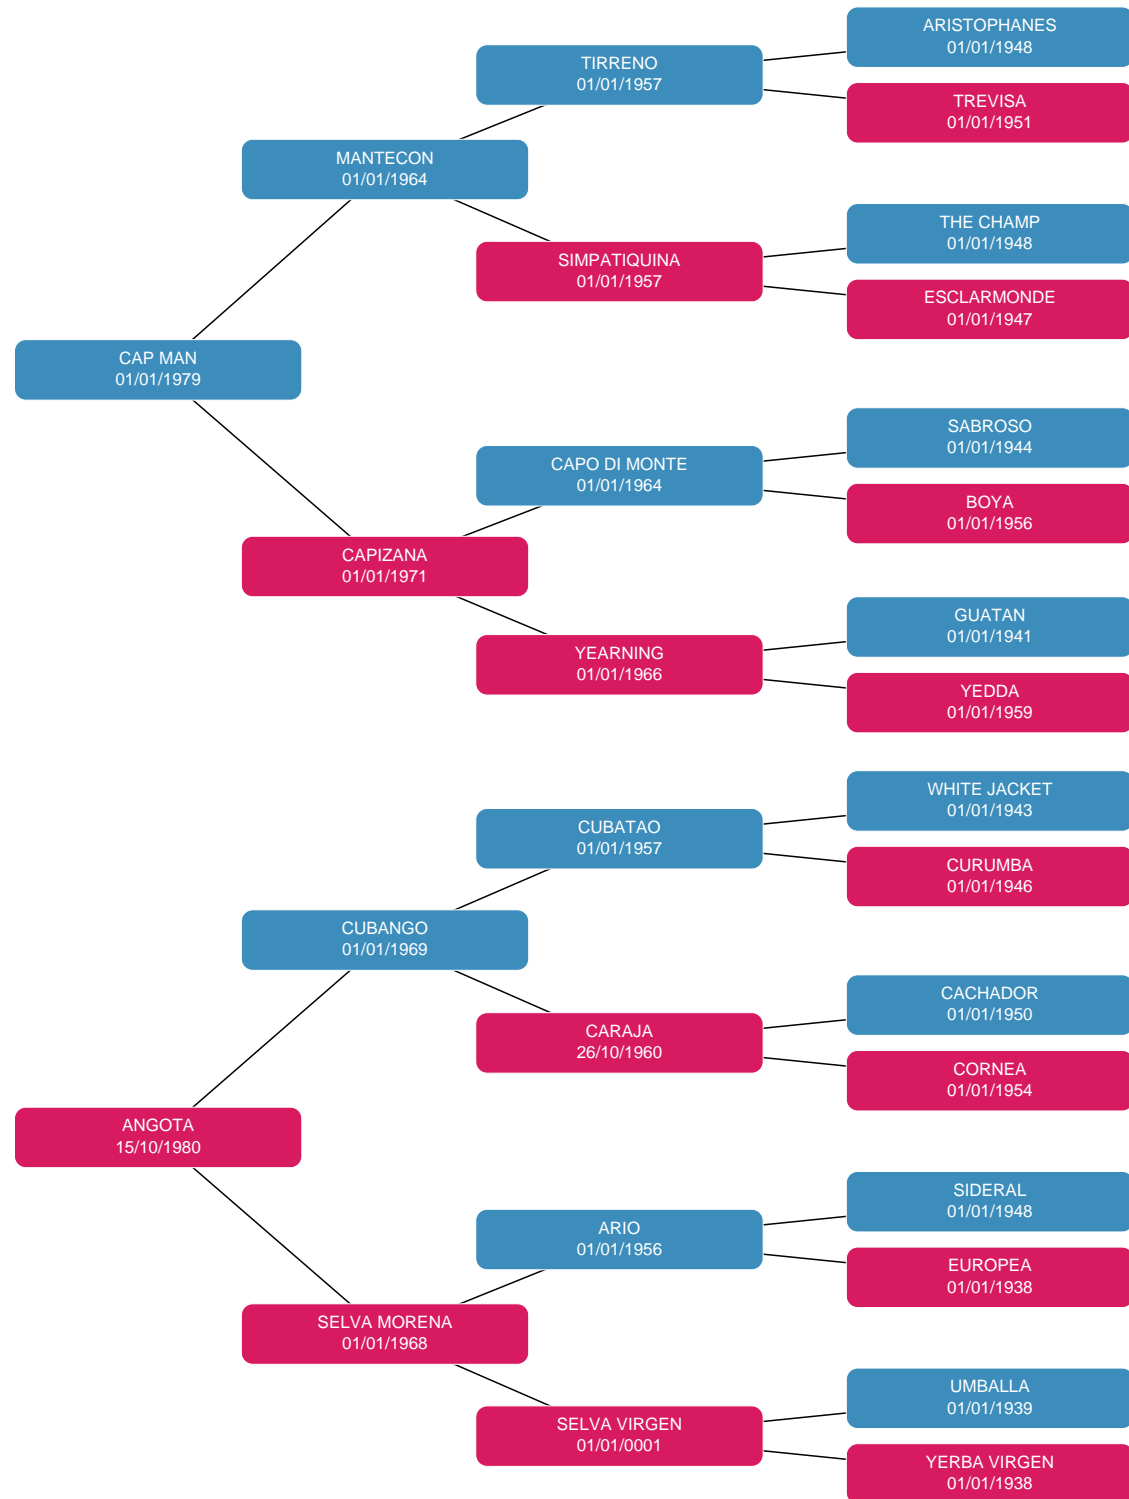 ARISTOPHANES
01/01/1948
TIRRENO
01/01/1957
TREVISA
01/01/1951
MANTECON
01/01/1964
THE CHAMP
01/01/1948
SIMPATIQUINA
01/01/1957
ESCLARMONDE
01/01/1947
CAP MAN
01/01/1979
SABROSO
01/01/1944
CAPO DI MONTE
01/01/1964
BOYA
01/01/1956
CAPIZANA
01/01/1971
GUATAN
01/01/1941
YEARNING
01/01/1966
YEDDA
01/01/1959
WHITE JACKET
01/01/1943
CUBATAO
01/01/1957
CURUMBA
01/01/1946
CUBANGO
01/01/1969
CACHADOR
01/01/1950
CARAJA
26/10/1960
CORNEA
01/01/1954
ANGOTA
15/10/1980
SIDERAL
01/01/1948
ARIO
01/01/1956
EUROPEA
01/01/1938
SELVA MORENA
01/01/1968
UMBALLA
01/01/1939
SELVA VIRGEN
01/01/0001
YERBA VIRGEN
01/01/1938